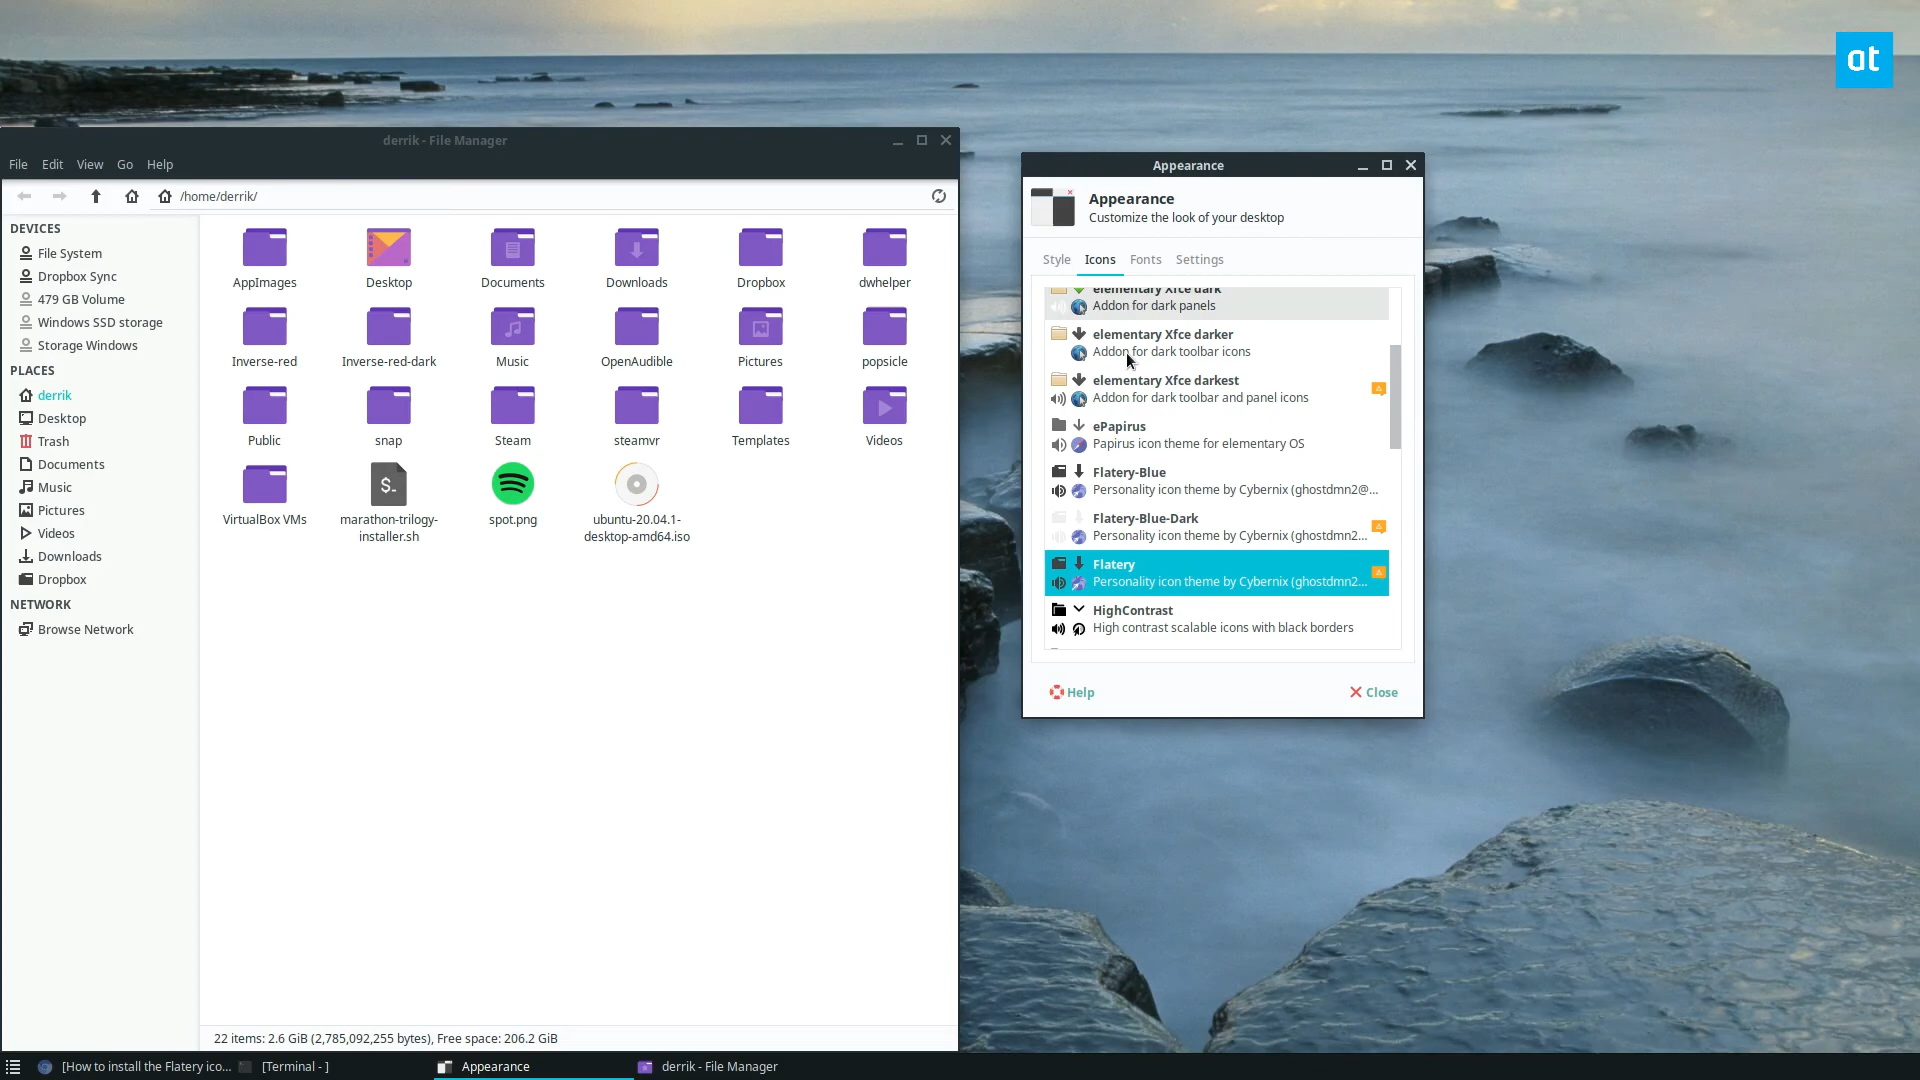 at
derrik - File Manager
File Edit View Go Help
/home/derrik/
DEVICES
File System
Dropbox Sync
479 GB Volume
Windows SSD storage
Storage Windows
PLACES
derrik
Desktop
Trash
Documents
Music
Pictures
Videos
Downloads
Dropbox
NETWORK
Browse Network
AppImages Desktop Documents Downloads Dropbox dwhelper
Inverse-red Inverse-red-dark Music OpenAudible Pictures popsicle
Public snap Steam steamvr Templates Videos
$_
VirtualBox VMs marathon-trilogy- spot.png ubuntu-20.04.1-
installer.sh desktop-amd64.iso
22 items: 2.6 GiB (2,785,092,255 bytes), Free space: 206.2 GiB
Appearance
Appearance
Customize the look of your desktop
Style Icons Fonts Settings
elementary Xfce dark
Addon for dark panels
elementary Xfce darker
Addon for dark toolbar icons
elementary Xfce darkest
Addon for dark toolbar and panel icons
ePapirus
Papirus icon theme for elementary OS
Flatery-Blue
Personality icon theme by Cybernix (ghostdmn2@...
Flatery-Blue-Dark
Personality icon theme by Cybernix (ghostdmn2...
Flatery
Personality icon theme by Cybernix (ghostdmn2...
HighContrast
High contrast scalable icons with black borders
Help Close
[How to install the Flatery ico... [Terminal - ] Appearance derrik - File Manager